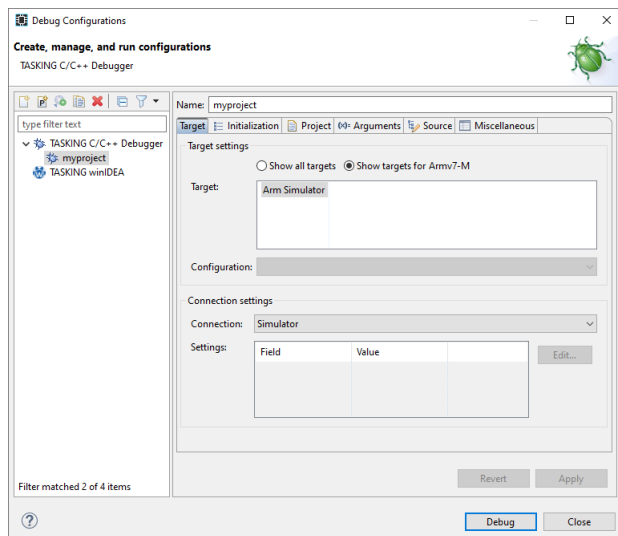 Debug Configurations
Create, manage, and run configurations
TASKING C/C++ Debugger
type filter text
TASKING C/C++ Debugger
myproject
TASKING winIDEA
Filter matched 2 of 4 items
Name: myproject
Target Initialization Project (x)= Arguments Source Miscellaneous
Target settings
Show all targets Show targets for Armv7-M
Target: Arm Simulator
Configuration:
Connection settings
Connection: Simulator
Settings: Field Value
Edit...
Revert Apply
? Debug Close